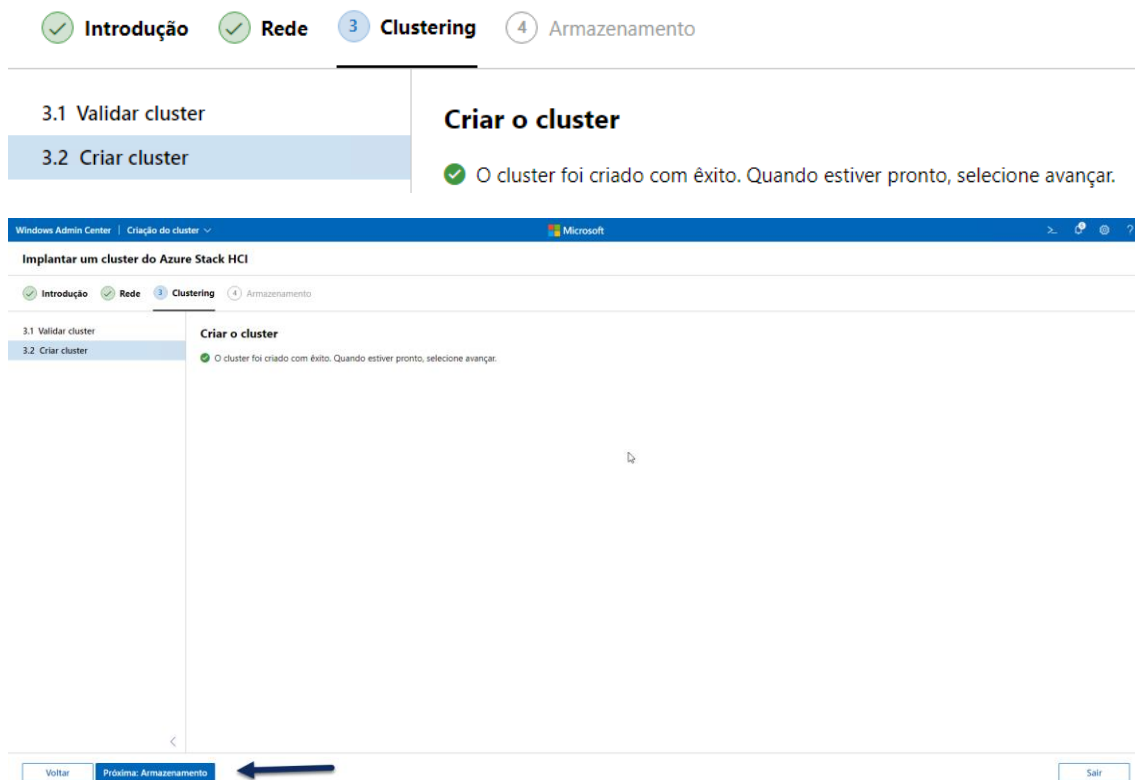 Introdução Rede 3 Clustering 4 Armazenamento
3.1 Validar cluster
3.2 Criar cluster
Criar o cluster
O cluster foi criado com êxito. Quando estiver pronto, selecione avançar.
Windows Admin Center | Criação do cluster Microsoft
Implantar um cluster do Azure Stack HCI
Introdução Rede 3 Clustering 4 Armazenamento
3.1 Validar cluster
3.2 Criar cluster
Criar o cluster
O cluster foi criado com êxito. Quando estiver pronto, selecione avançar.
Voltar Próxima: Armazenamento Sair